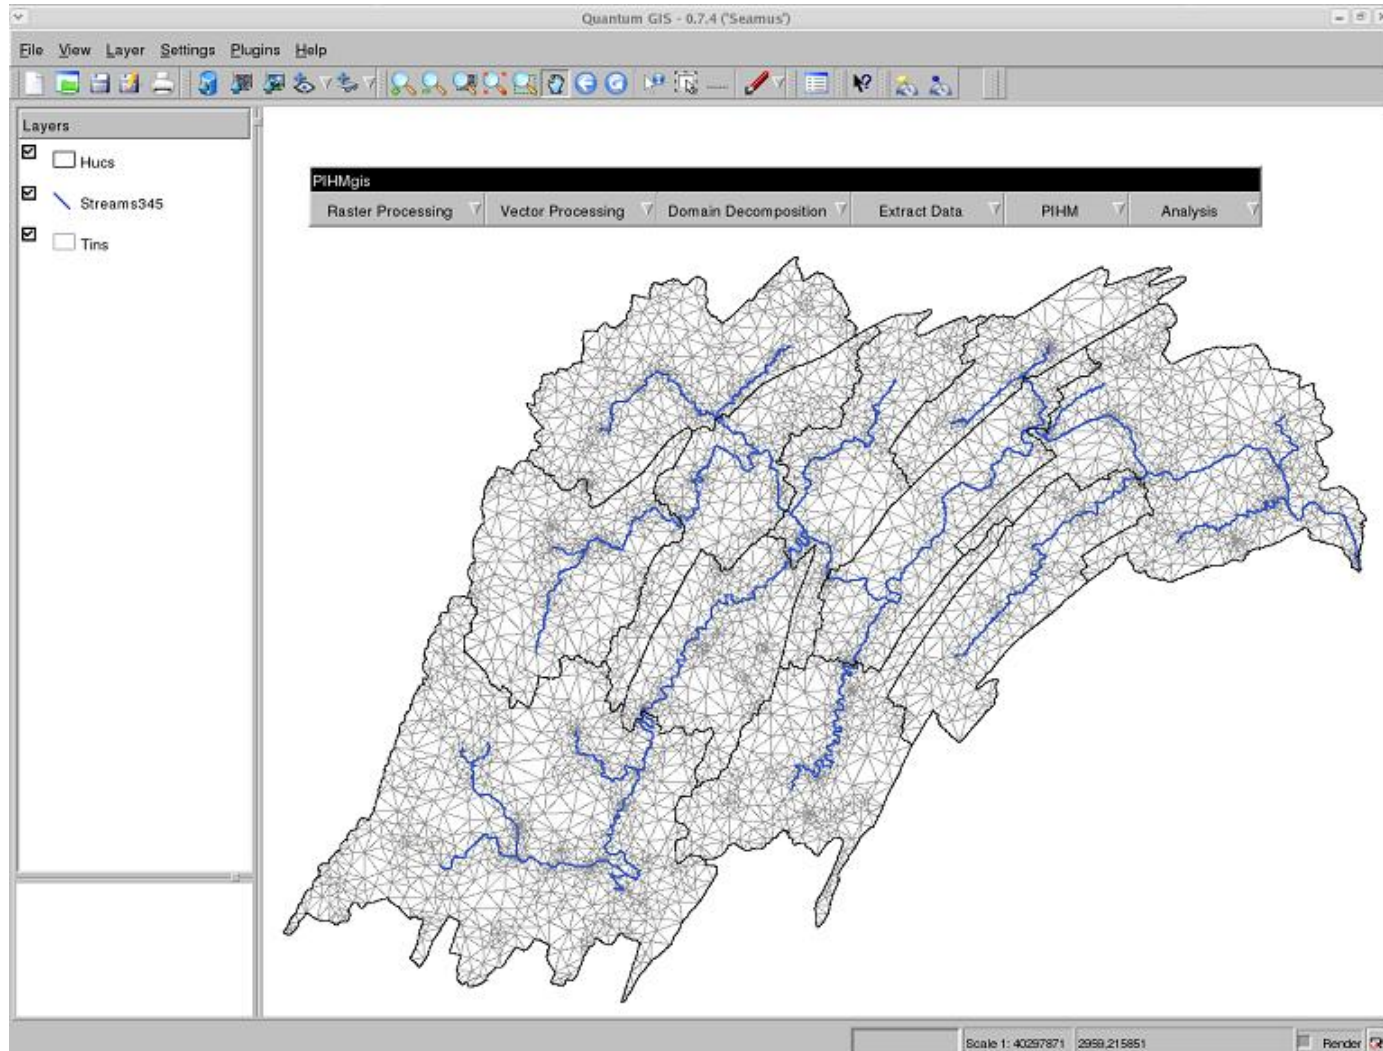 Quantum GIS - 0.7.4 ('Seamus')
File View Layer Settings Plugins Help
Layers
Hucs
Streams345
Tins
PIHMgis
Raster Processing Vector Processing Domain Decomposition Extract Data PIHM Analysis
Scale 1: 40297871 2959,215851 Render